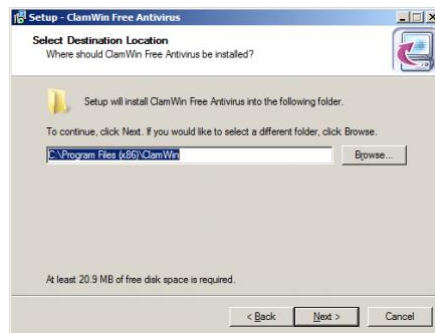 Setup - ClamWin Free Antivirus
Select Destination Location
Where should ClamWin Free Antivirus be installed?
Setup will install ClamWin Free Antivirus into the following folder.
To continue, click Next. If you would like to select a different folder, click Browse.
C:\Program Files (x86)\ClamWin
Browse...
At least 20.9 MB of free disk space is required.
< Back
Next >
Cancel